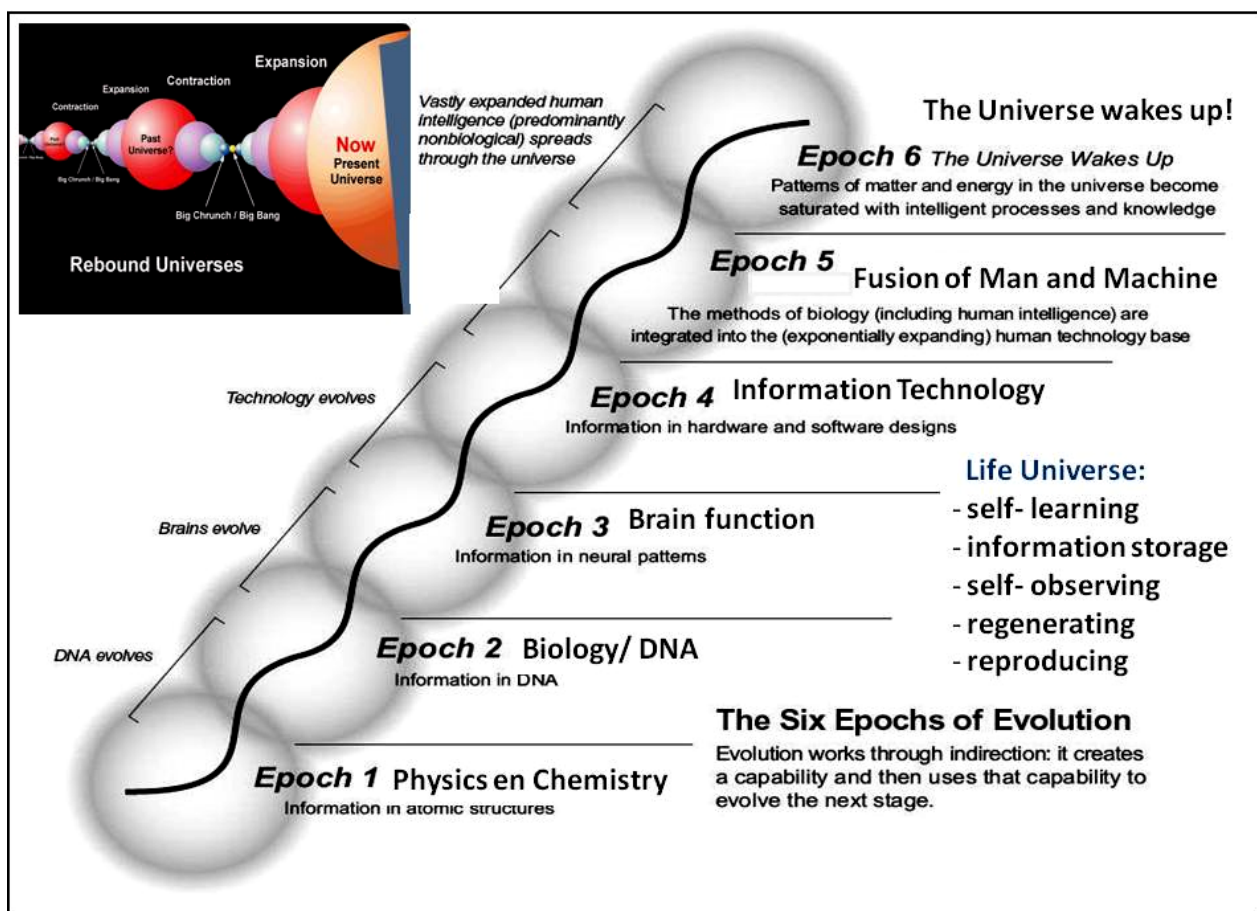 Expansion
Contraction
Expansion
Contraction
Now
Present
Universe
Past
Universe?
Big Chrunch / Big Bang
Big Chrunch / Big Bang
Rebound Universes
Vastly expanded human
intelligence (predominantly
nonbiological) spreads
through the universe
The Universe wakes up!
Epoch 6 The Universe Wakes Up
Patterns of matter and energy in the universe become
saturated with intelligent processes and knowledge
Epoch 5 Fusion of Man and Machine
The methods of biology (including human intelligence) are
integrated into the (exponentially expanding) human technology base
Technology evolves
Epoch 4 Information Technology
Information in hardware and software designs
Life Universe:
- self- learning
- information storage
- self- observing
- regenerating
- reproducing
Brains evolve
Epoch 3 Brain function
Information in neural patterns
DNA evolves
Epoch 2 Biology/ DNA
Information in DNA
The Six Epochs of Evolution
Evolution works through indirection: it creates
a capability and then uses that capability to
evolve the next stage.
Epoch 1 Physics en Chemistry
Information in atomic structures